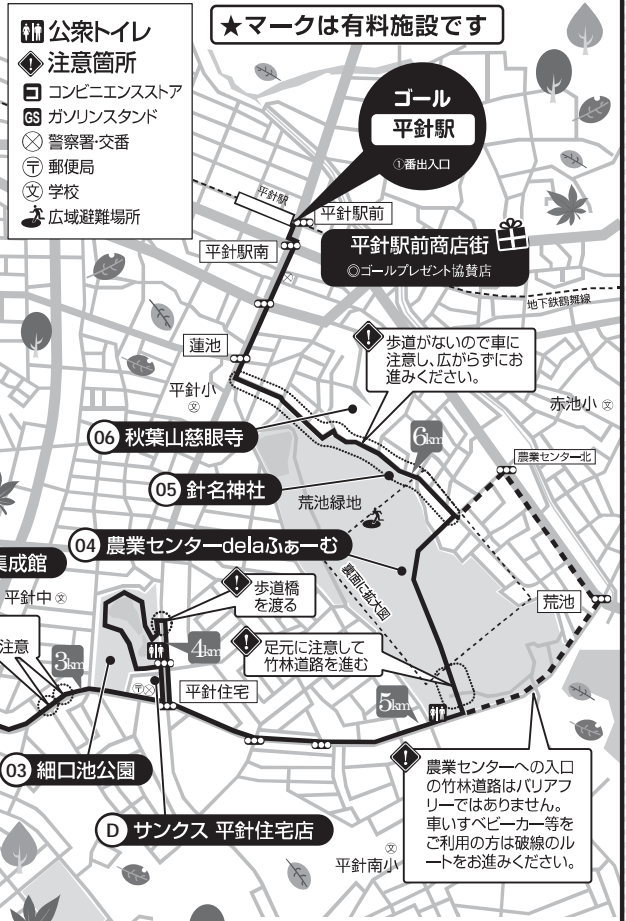 公衆トイレ
注意箇所
コ コンビニエンスストア
GS ガソリンスタンド
警察署・交番
〒 郵便局
文 学校
広域避難場所
★マークは有料施設です
ゴール
平針駅
①番出入口
平針駅
平針駅前
平針駅南
平針駅前商店街
◎ゴールプレゼント協賛店
地下鉄鶴舞線
蓮池
歩道がないので車に
注意し、広がらずにお
進みください。
平針小
文
赤池小 文
06 秋葉山慈眼寺
6km
農業センター北
05 針名神社
荒池緑地
04 農業センターdelaふぁーむ
裏面に拡大図
集成館
平針中 文
歩道橋
を渡る
荒池
注意
3km
4km
足元に注意して
竹林道路を進む
〒
平針住宅
5km
03 細口池公園
農業センターへの入口
の竹林道路はバリアフ
リーではありません。
車いすベビーカー等を
ご利用の方は破線のル
ートをお進みください。
D サンクス 平針住宅店
文
平針南小